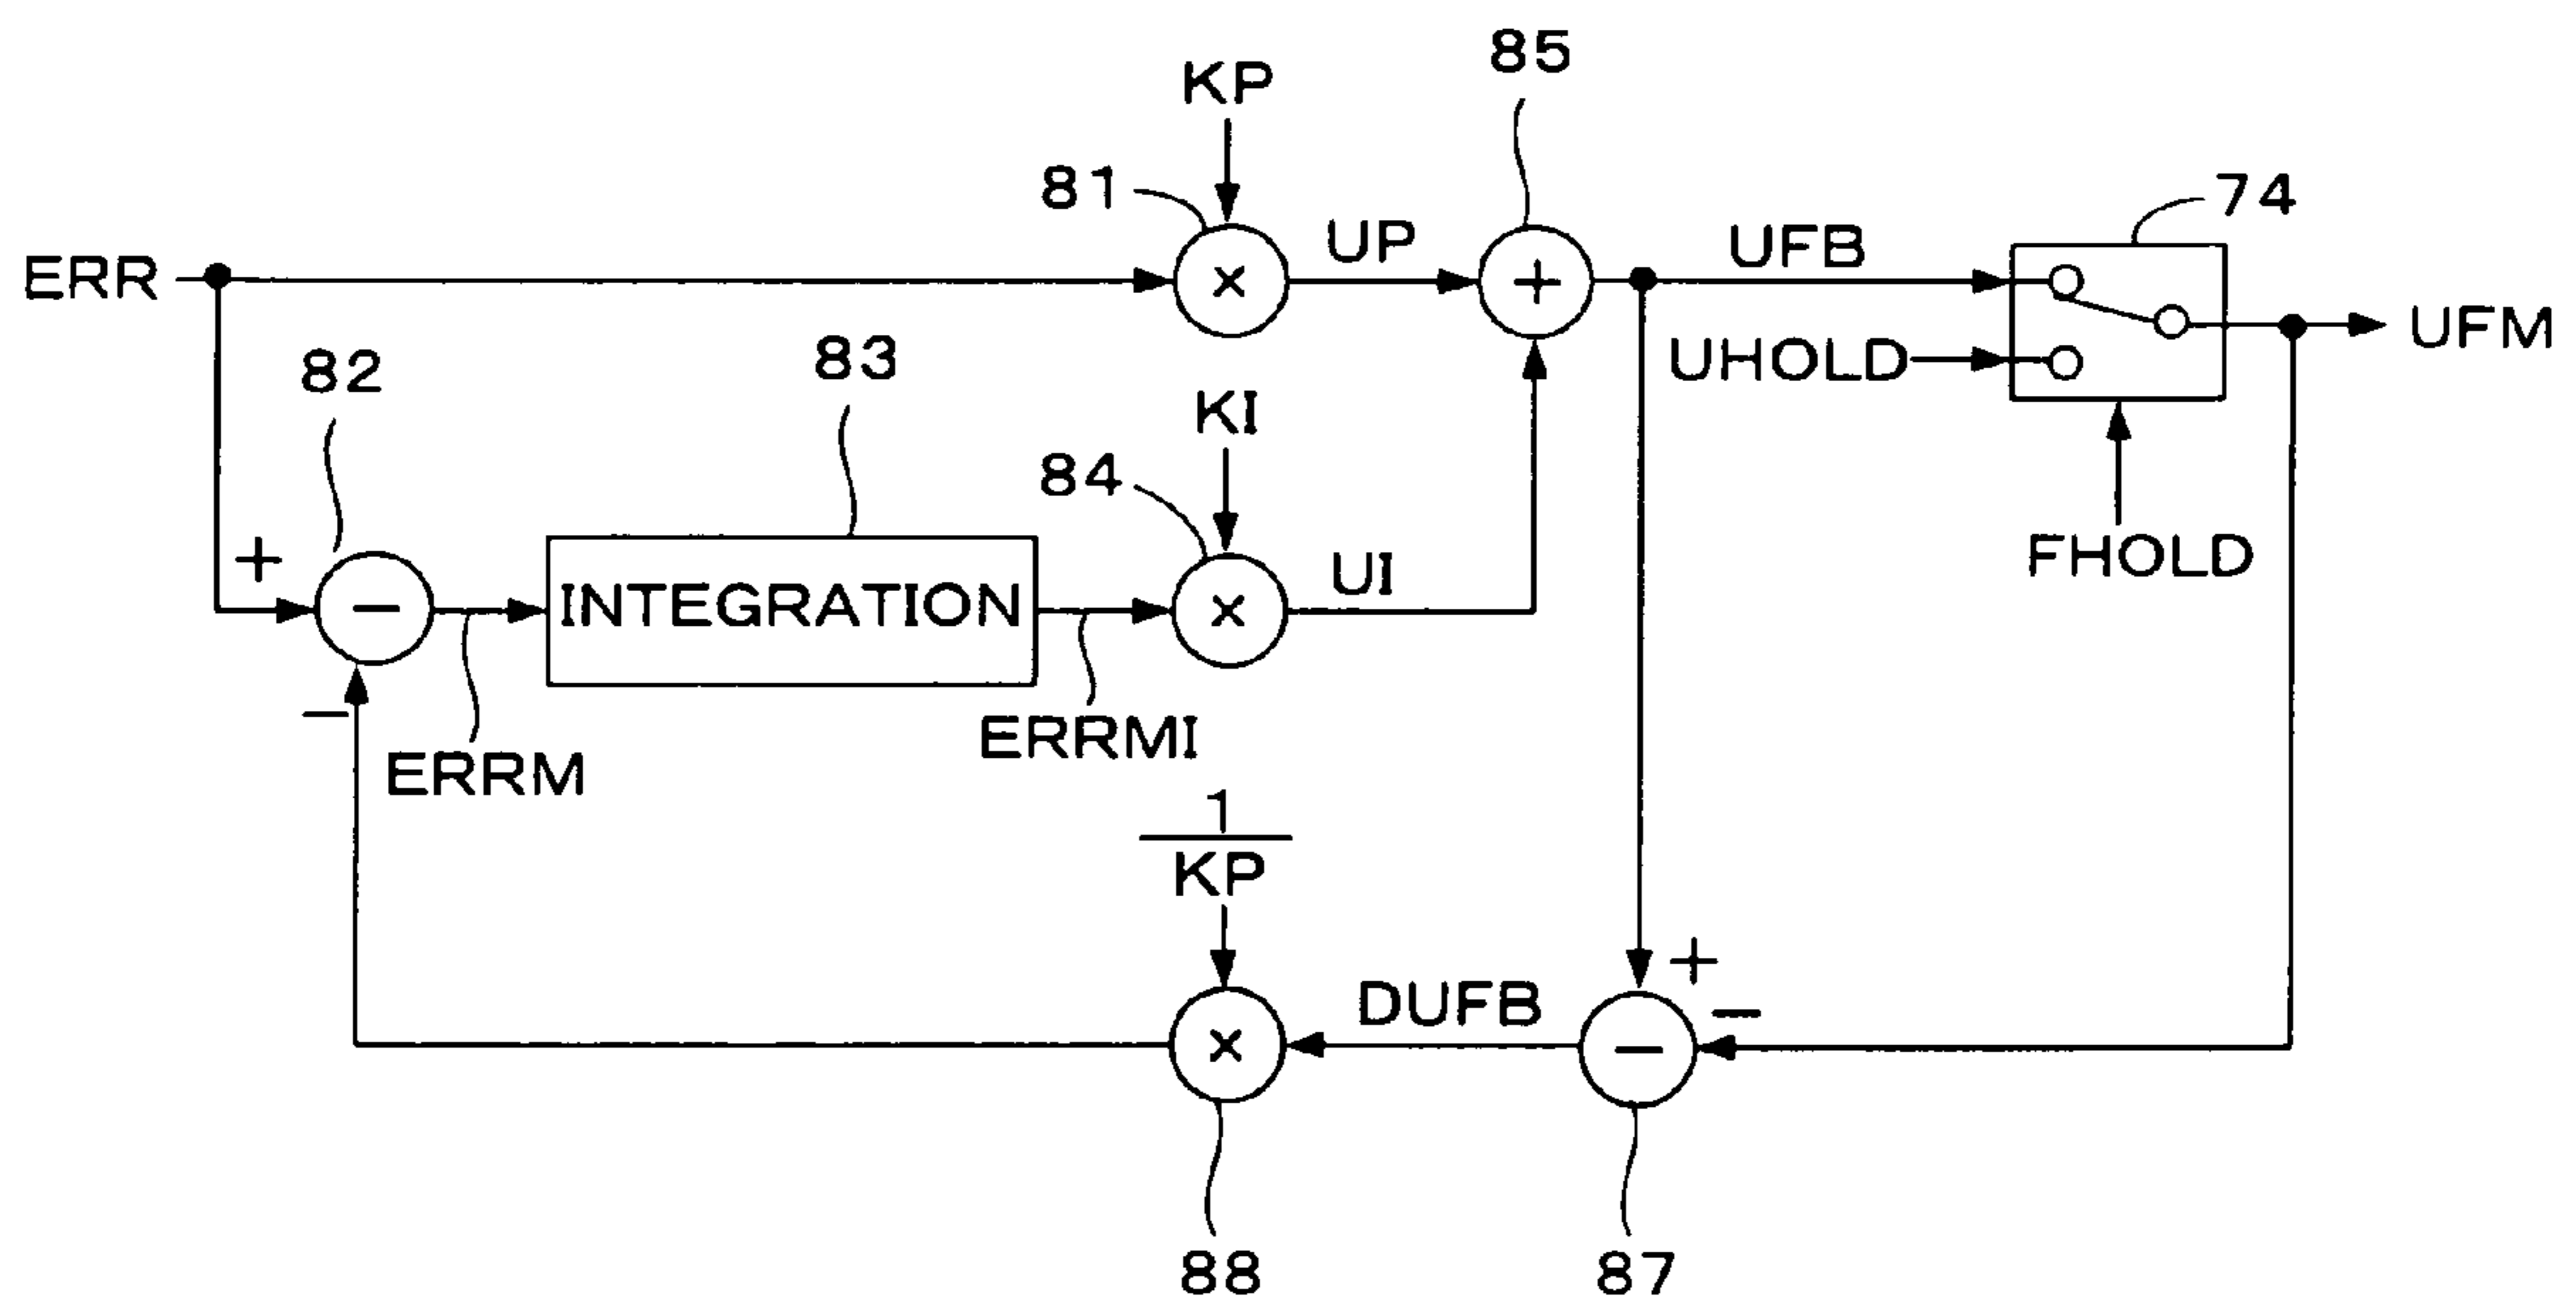 85
KP
81
74
ERR
×
UP
+
UFB
UFM
UHOLD
82
83
KI
84
FHOLD
+
−
INTEGRATION
×
UI
−
ERRM
ERRMI
1
KP
+
−
×
DUFB
−
88
87